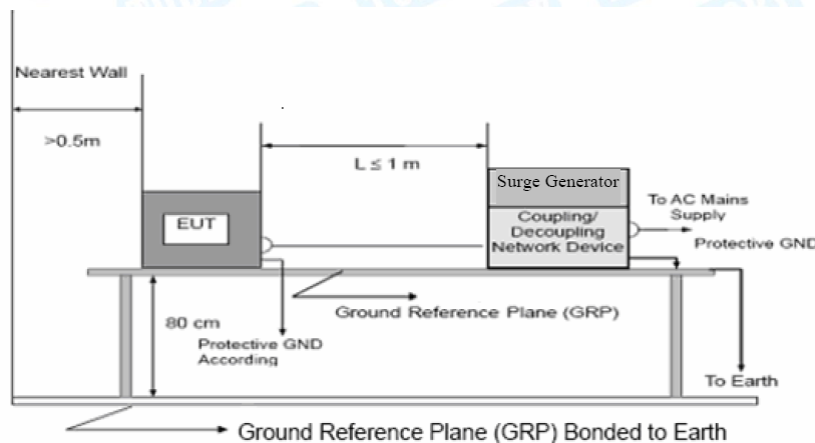 Nearest Wall
>0.5m
L ≤ 1 m
EUT
Surge Generator
Coupling/
Decoupling
Network Device
To AC Mains
Supply
Protective GND
Ground Reference Plane (GRP)
80 cm
Protective GND
According
To Earth
Ground Reference Plane (GRP) Bonded to Earth